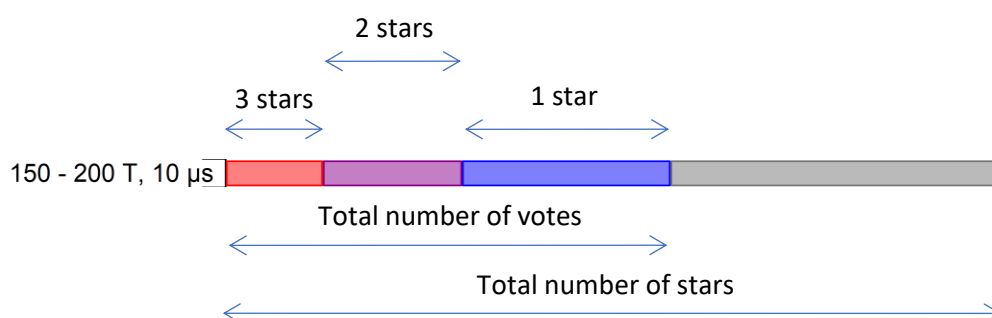 2 stars
3 stars
1 star
150 - 200 T, 10 µs
Total number of votes
Total number of stars